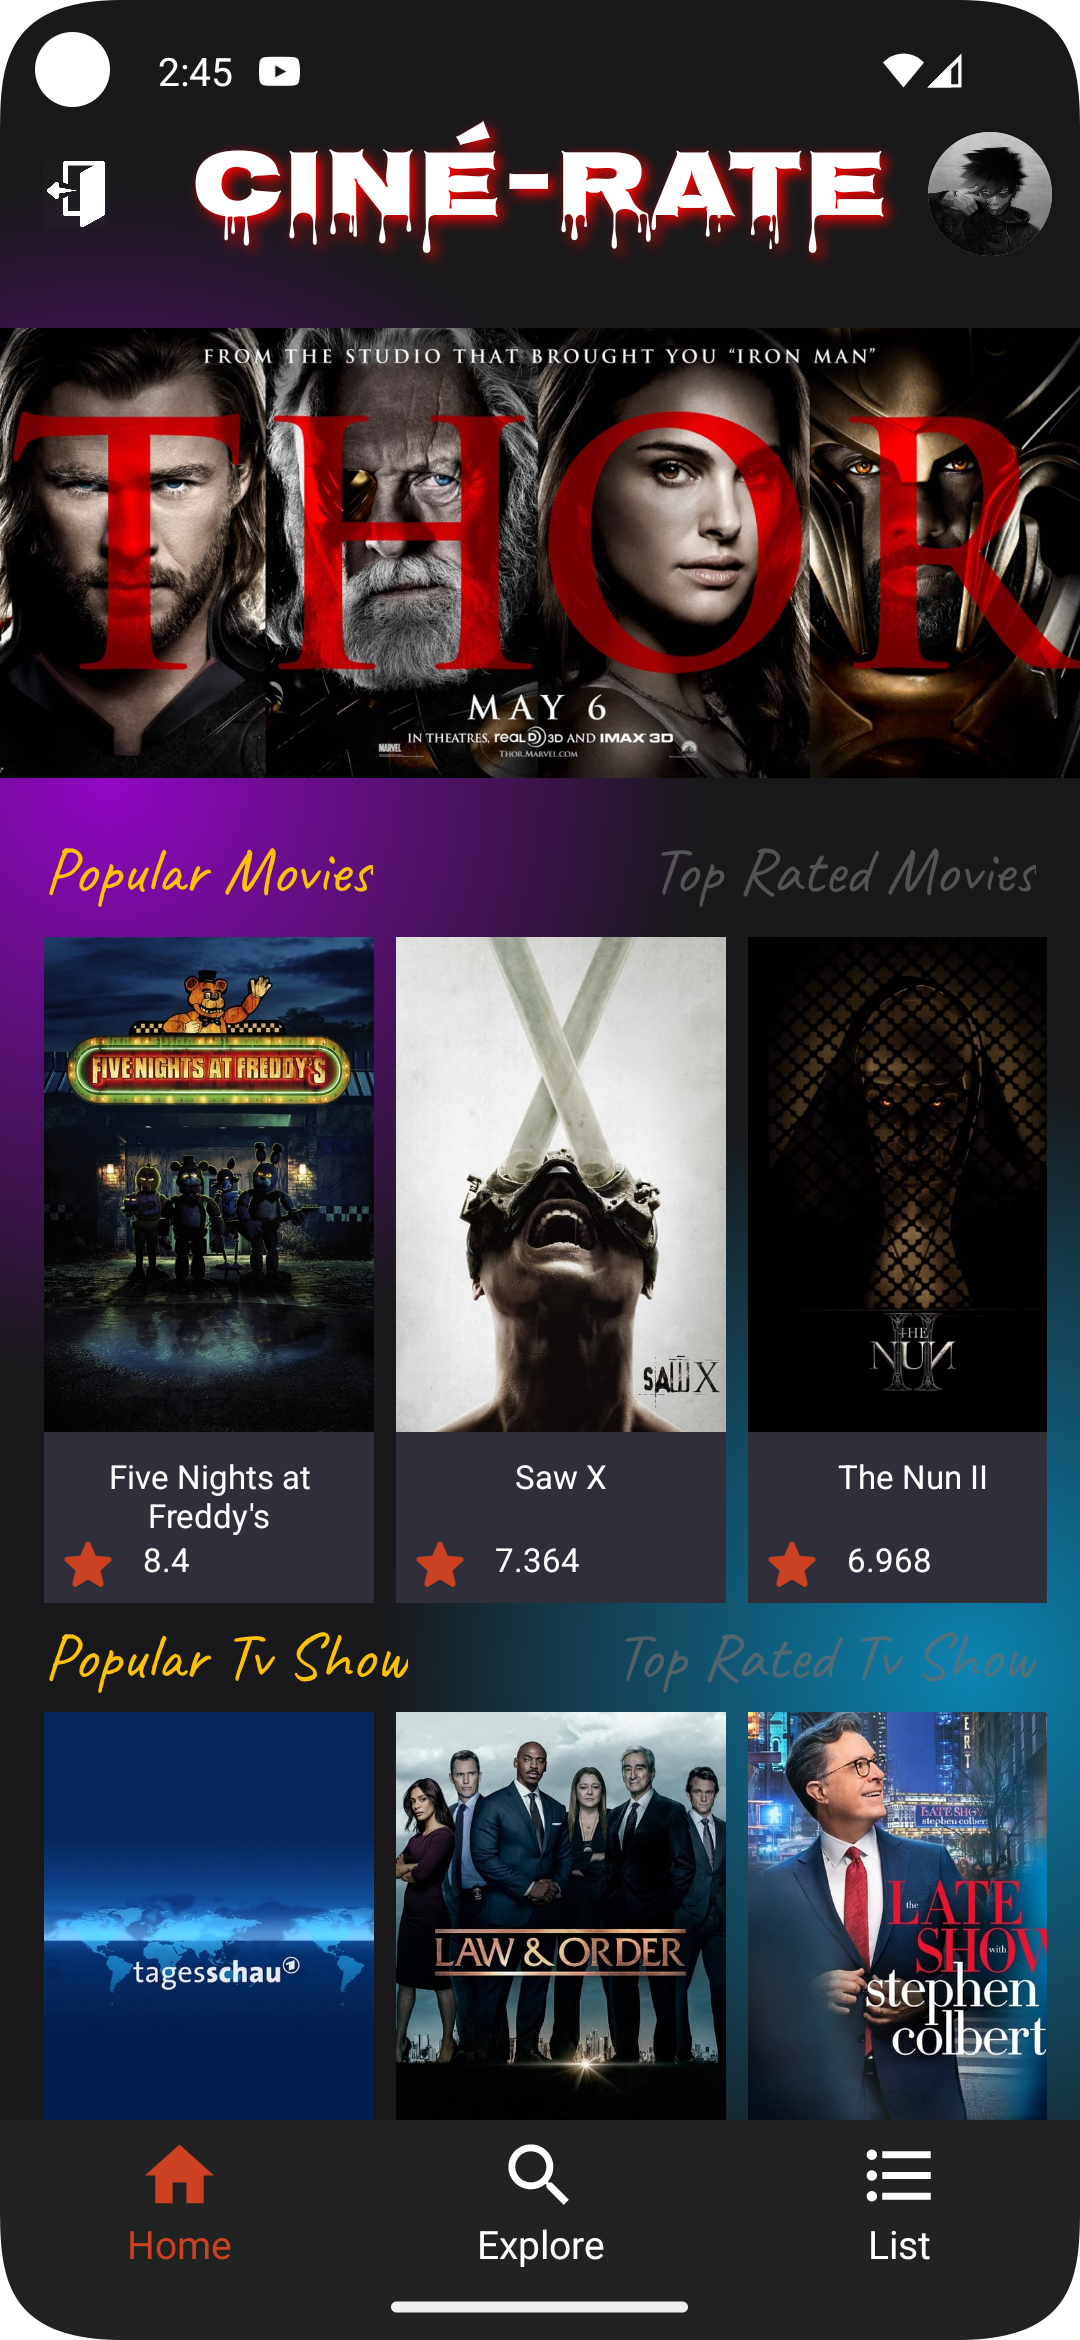 2:45
CINÉ-RATE
FROM THE STUDIO THAT BROUGHT YOU “IRON MAN”
THOR
MAY 6
IN THEATRES, REAL D 3D AND IMAX 3D
MARVEL
THOR.MARVEL.COM
Popular Movies
Top Rated Movies
FIVE NIGHTS AT FREDDY'S
SAW X
THE
NUN
II
Five Nights at
Freddy's
Saw X
The Nun II
8.4
7.364
6.968
Popular Tv Show
Top Rated Tv Show
tagesschau
LAW & ORDER
ERT
LATE SHOW
stephen colbert
the
LATE
SHOW
with
stephen
colbert
Home
Explore
List